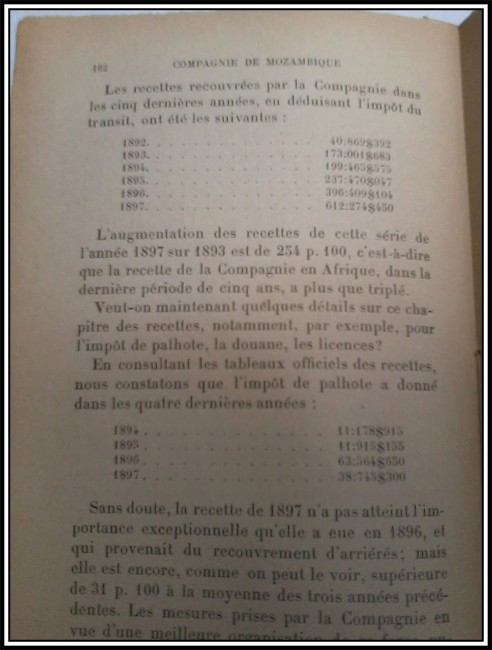 182 COMPAGNIE DE MOZAMBIQUE
Les recettes recouvrées par la Compagnie dans
les cinq dernières années, en déduisant l'impôt du
transit, ont été les suivantes :
1892. . . . . . . . . . . . 40:869$392
1893. . . . . . . . . . . . 173:001$683
1894. . . . . . . . . . . . 199:465$575
1895. . . . . . . . . . . . 237:470$047
1896. . . . . . . . . . . . 396:409$104
1897. . . . . . . . . . . . 612:274$450
L'augmentation des recettes de cette série de
l'année 1897 sur 1893 est de 254 p. 100, c'est-à-dire
que la recette de la Compagnie en Afrique, dans la
dernière période de cinq ans, a plus que triplé.
Veut-on maintenant quelques détails sur ce cha-
pitre des recettes, notamment, par exemple, pour
l'impôt de palhote, la douane, les licences?
En consultant les tableaux officiels des recettes,
nous constatons que l'impôt de palhote a donné
dans les quatre dernières années :
1894. . . . . . . . . . . . 11:178$915
1895. . . . . . . . . . . . 11:915$155
1896. . . . . . . . . . . . 63:564$650
1897. . . . . . . . . . . . 38:745$300
Sans doute, la recette de 1897 n'a pas atteint l'im-
portance exceptionnelle qu'elle a eue en 1896, et
qui provenait du recouvrement d'arriérés; mais
elle est encore, comme on peut le voir, supérieure
de 31 p. 100 à la moyenne des trois années précé-
dentes. Les mesures prises par la Compagnie en
vue d'une meilleure organisation de